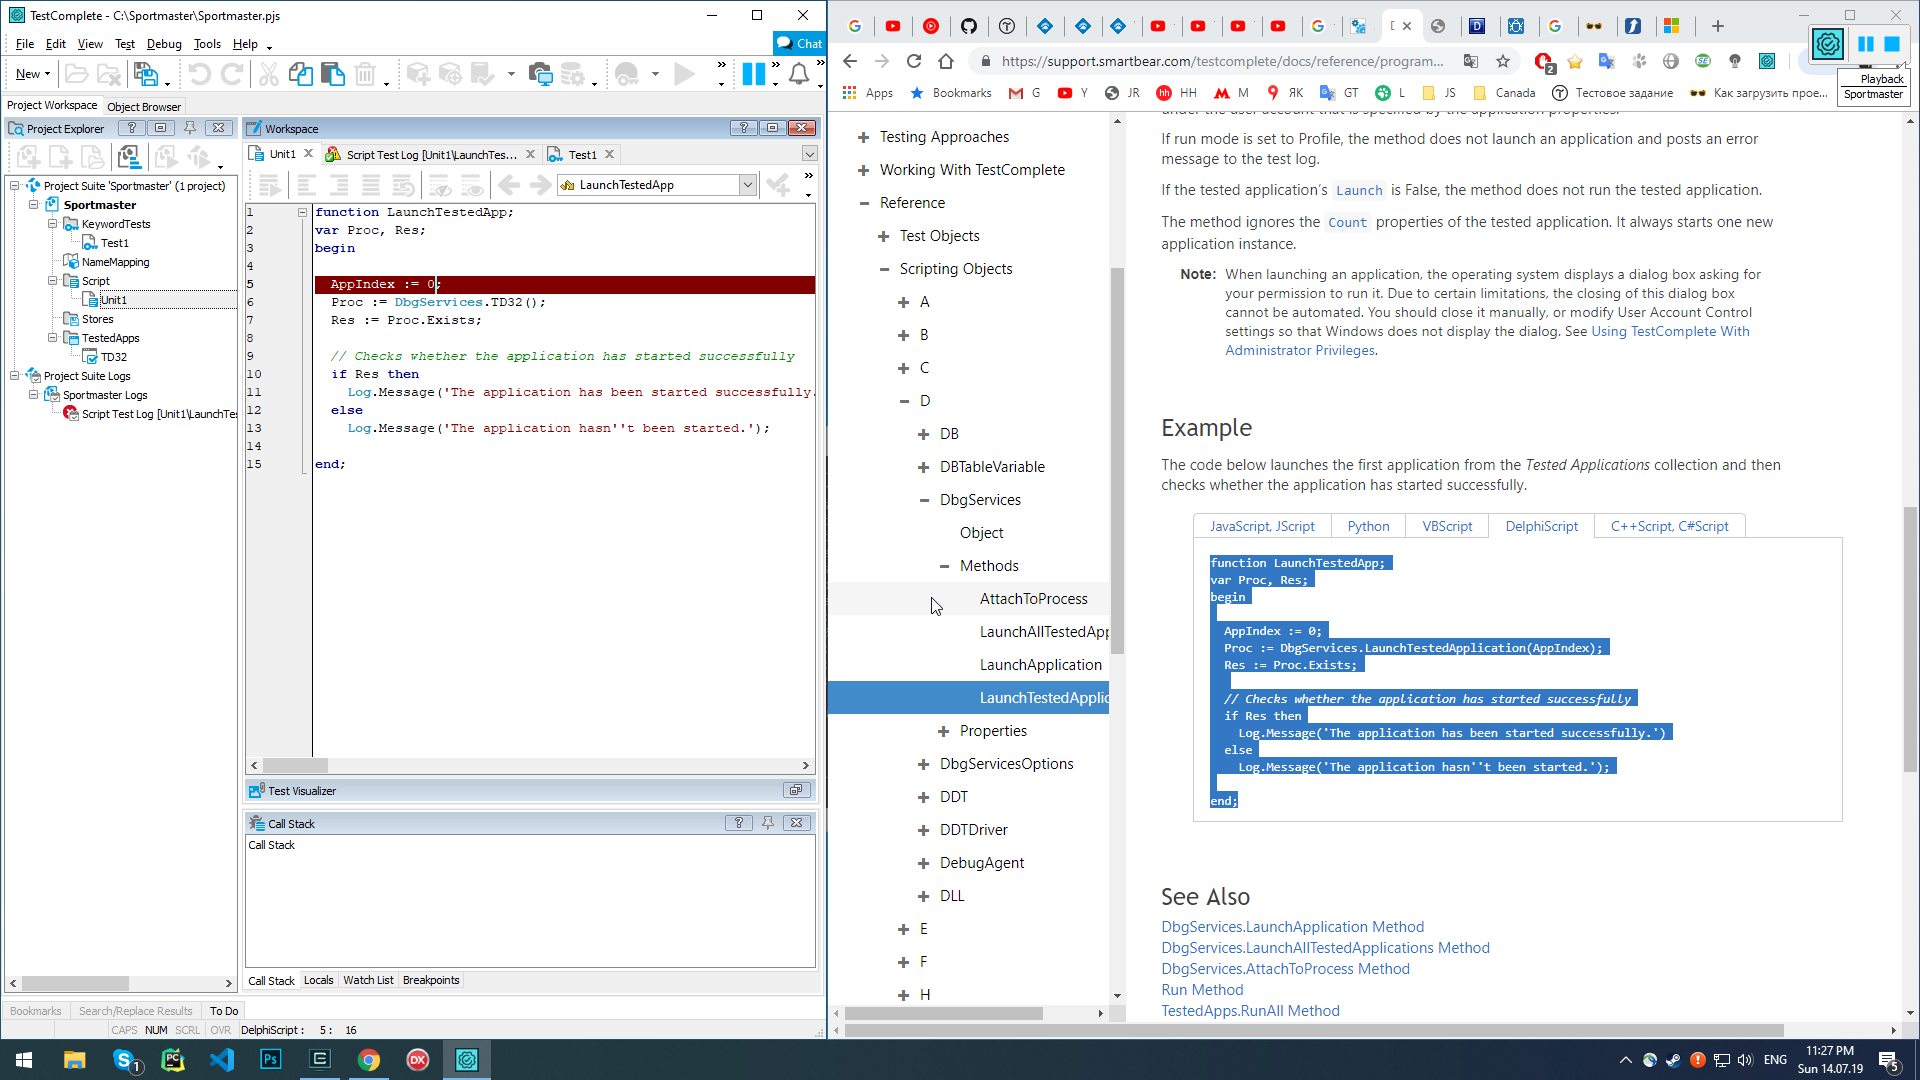 TestComplete - C:\Sportmaster\Sportmaster.pjs
File Edit View Test Debug Tools Help
Chat
New
Project Workspace Object Browser
Project Explorer
Project Suite 'Sportmaster' (1 project)
Sportmaster
KeywordTests
Test1
NameMapping
Script
Unit1
Stores
TestedApps
TD32
Project Suite Logs
Sportmaster Logs
Script Test Log [Unit1\LaunchTes
Workspace
Unit1
Script Test Log [Unit1\LaunchTes...
Test1
LaunchTestedApp
1 function LaunchTestedApp;
2 var Proc, Res;
3 begin
4
5 AppIndex := 0;
6 Proc := DbgServices.TD32();
7 Res := Proc.Exists;
8
9 // Checks whether the application has started successfully
10 if Res then
11 Log.Message('The application has been started successfully.
12 else
13 Log.Message('The application hasn''t been started.');
14
15 end;
Test Visualizer
Call Stack
Call Stack
Call Stack Locals Watch List Breakpoints
Bookmarks Search/Replace Results To Do
CAPS NUM SCRL OVR DelphiScript : 5 : 16
https://support.smartbear.com/testcomplete/docs/reference/program...
Playback
Sportmaster
Apps Bookmarks G Y JR HH M ЯК GT L JS Canada Тестовое задание Как загрузить прое...
Testing Approaches
Working With TestComplete
Reference
Test Objects
Scripting Objects
A
B
C
D
DB
DBTableVariable
DbgServices
Object
Methods
AttachToProcess
LaunchAllTestedApp
LaunchApplication
LaunchTestedApplic
Properties
DbgServicesOptions
DDT
DDTDriver
DebugAgent
DLL
E
F
H
under the user account that is specified by the application properties.
If run mode is set to Profile, the method does not launch an application and posts an error
message to the test log.
If the tested application's Launch is False, the method does not run the tested application.
The method ignores the Count properties of the tested application. It always starts one new
application instance.
Note: When launching an application, the operating system displays a dialog box asking for
your permission to run it. Due to certain limitations, the closing of this dialog box
cannot be automated. You should close it manually, or modify User Account Control
settings so that Windows does not display the dialog. See Using TestComplete With
Administrator Privileges.
Example
The code below launches the first application from the Tested Applications collection and then
checks whether the application has started successfully.
JavaScript, JScript Python VBScript DelphiScript C++Script, C#Script
function LaunchTestedApp;
var Proc, Res;
begin
AppIndex := 0;
Proc := DbgServices.LaunchTestedApplication(AppIndex);
Res := Proc.Exists;
// Checks whether the application has started successfully
if Res then
Log.Message('The application has been started successfully.')
else
Log.Message('The application hasn''t been started.');
end;
See Also
DbgServices.LaunchApplication Method
DbgServices.LaunchAllTestedApplications Method
DbgServices.AttachToProcess Method
Run Method
TestedApps.RunAll Method
ENG
11:27 PM
Sun 14.07.19
5